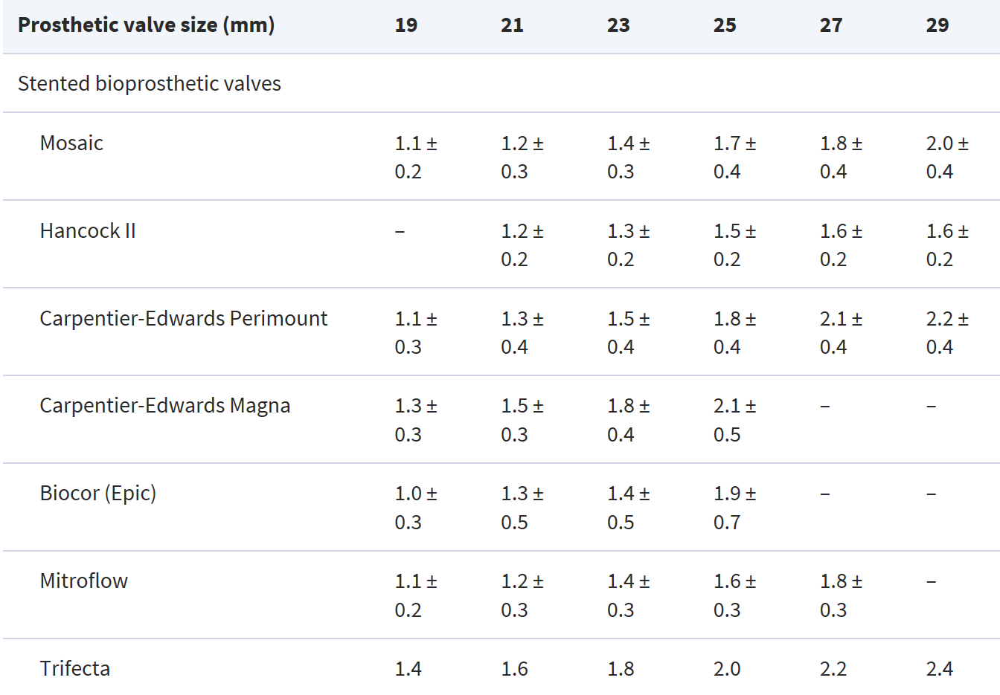 Prosthetic valve size (mm) 19 21 23 25 27 29
Stented bioprosthetic valves
Mosaic 1.1 ± 1.2 ± 1.4 ± 1.7 ± 1.8 ± 2.0 ±
0.2 0.3 0.3 0.4 0.4 0.4
Hancock II – 1.2 ± 1.3 ± 1.5 ± 1.6 ± 1.6 ±
0.2 0.2 0.2 0.2 0.2
Carpentier-Edwards Perimount 1.1 ± 1.3 ± 1.5 ± 1.8 ± 2.1 ± 2.2 ±
0.3 0.4 0.4 0.4 0.4 0.4
Carpentier-Edwards Magna 1.3 ± 1.5 ± 1.8 ± 2.1 ± – –
0.3 0.3 0.4 0.5
Biocor (Epic) 1.0 ± 1.3 ± 1.4 ± 1.9 ± – –
0.3 0.5 0.5 0.7
Mitroflow 1.1 ± 1.2 ± 1.4 ± 1.6 ± 1.8 ± –
0.2 0.3 0.3 0.3 0.3
Trifecta 1.4 1.6 1.8 2.0 2.2 2.4